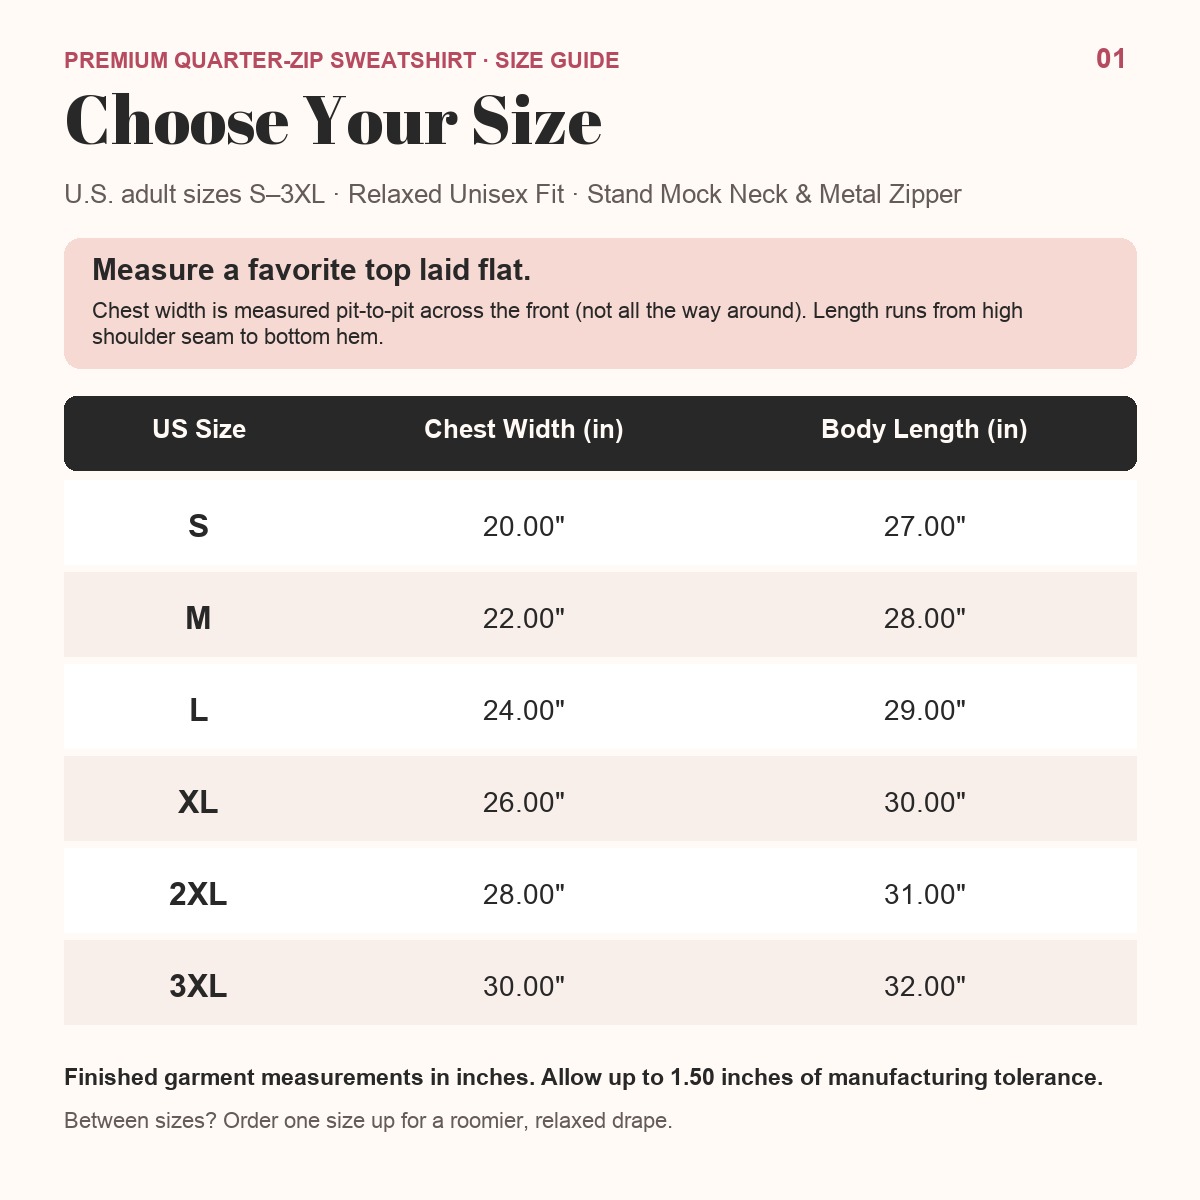 PREMIUM QUARTER-ZIP SWEATSHIRT · SIZE GUIDE 01
Choose Your Size
U.S. adult sizes S–3XL · Relaxed Unisex Fit · Stand Mock Neck & Metal Zipper
Measure a favorite top laid flat.
Chest width is measured pit-to-pit across the front (not all the way around). Length runs from high
shoulder seam to bottom hem.
US Size Chest Width (in) Body Length (in)
S 20.00" 27.00"
M 22.00" 28.00"
L 24.00" 29.00"
XL 26.00" 30.00"
2XL 28.00" 31.00"
3XL 30.00" 32.00"
Finished garment measurements in inches. Allow up to 1.50 inches of manufacturing tolerance.
Between sizes? Order one size up for a roomier, relaxed drape.